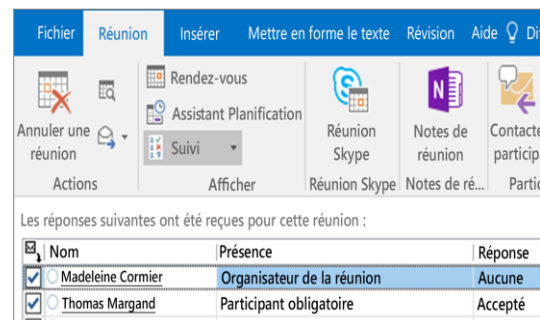 Fichier Réunion Insérer Mettre en forme le texte Révision Aide
Rendez-vous
Assistant Planification
Suivi
Annuler une réunion
Réunion Skype
Notes de réunion
Actions Afficher Réunion Skype Notes de ré...
Les réponses suivantes ont été reçues pour cette réunion :
Nom Présence Réponse
Madeleine Cormier Organisateur de la réunion Aucune
Thomas Margand Participant obligatoire Accepté